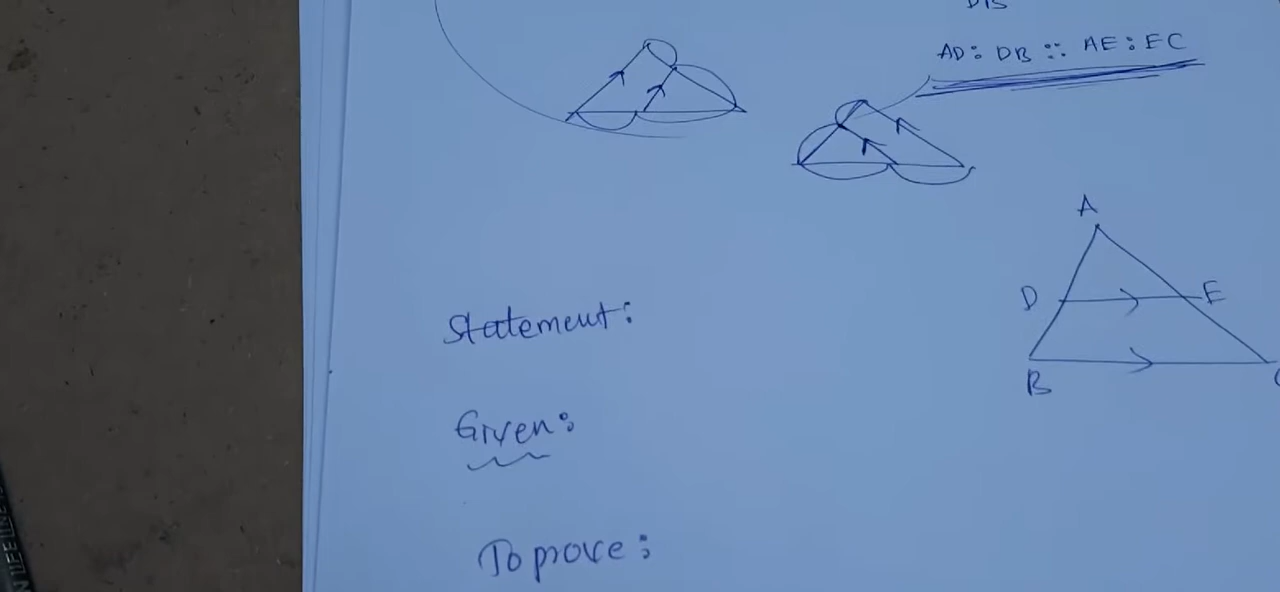 AD : DB :: AE : EC
A
D
E
B
Statement:
Given:
To prove: